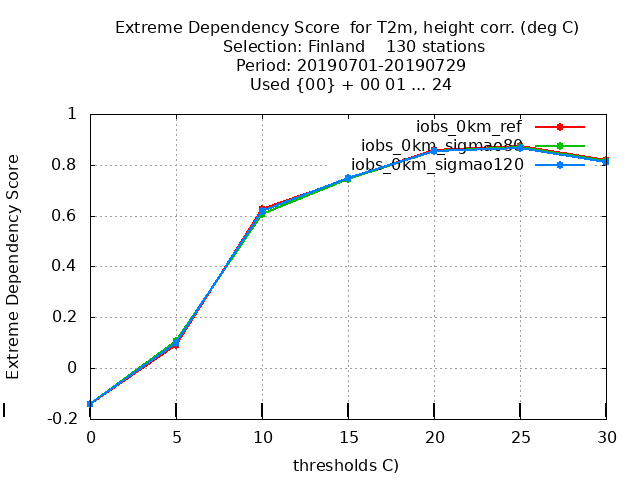 Extreme Dependency Score  for T2m, height corr. (deg C)
Selection: Finland    130 stations
Period: 20190701-20190729
Used {00} + 00 01 ... 24
iobs_0km_ref
iobs_0km_sigmao80
iobs_0km_sigmao120
1
0.8
0.6
0.4
0.2
0
-0.2
Extreme Dependency Score
0 5 10 15 20 25 30
thresholds C)